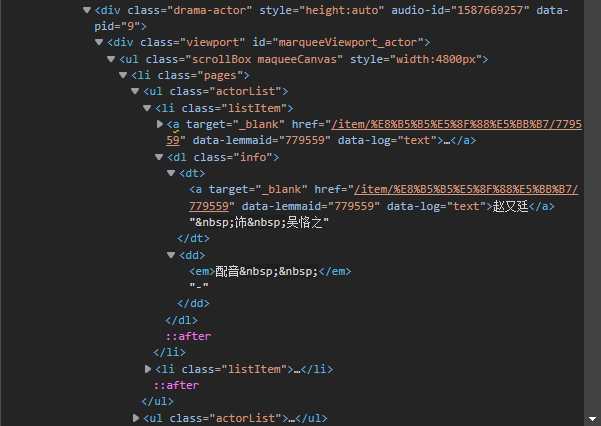 <div class="drama-actor" style="height:auto" audio-id="1587669257" data-
pid="9">
<div class="viewport" id="marqueeViewport_actor">
<ul class="scrollBox maqueeCanvas" style="width:4800px">
<li class="pages">
<ul class="actorList">
<li class="listItem">
<a target="_blank" href="/item/%E8%B5%B5%E5%8F%88%E5%BB%B7/7795
59" data-lemmaid="779559" data-log="text">…</a>
<dl class="info">
<dt>
<a target="_blank" href="/item/%E8%B5%B5%E5%8F%88%E5%BB%B7/
779559" data-lemmaid="779559" data-log="text">赵又廷</a>
"&nbsp;饰&nbsp;吴恪之"
</dt>
<dd>
<em>配音&nbsp;&nbsp;</em>
"-"
</dd>
</dl>
::after
</li>
<li class="listItem">…</li>
::after
</ul>
<ul class="actorList">…</ul>